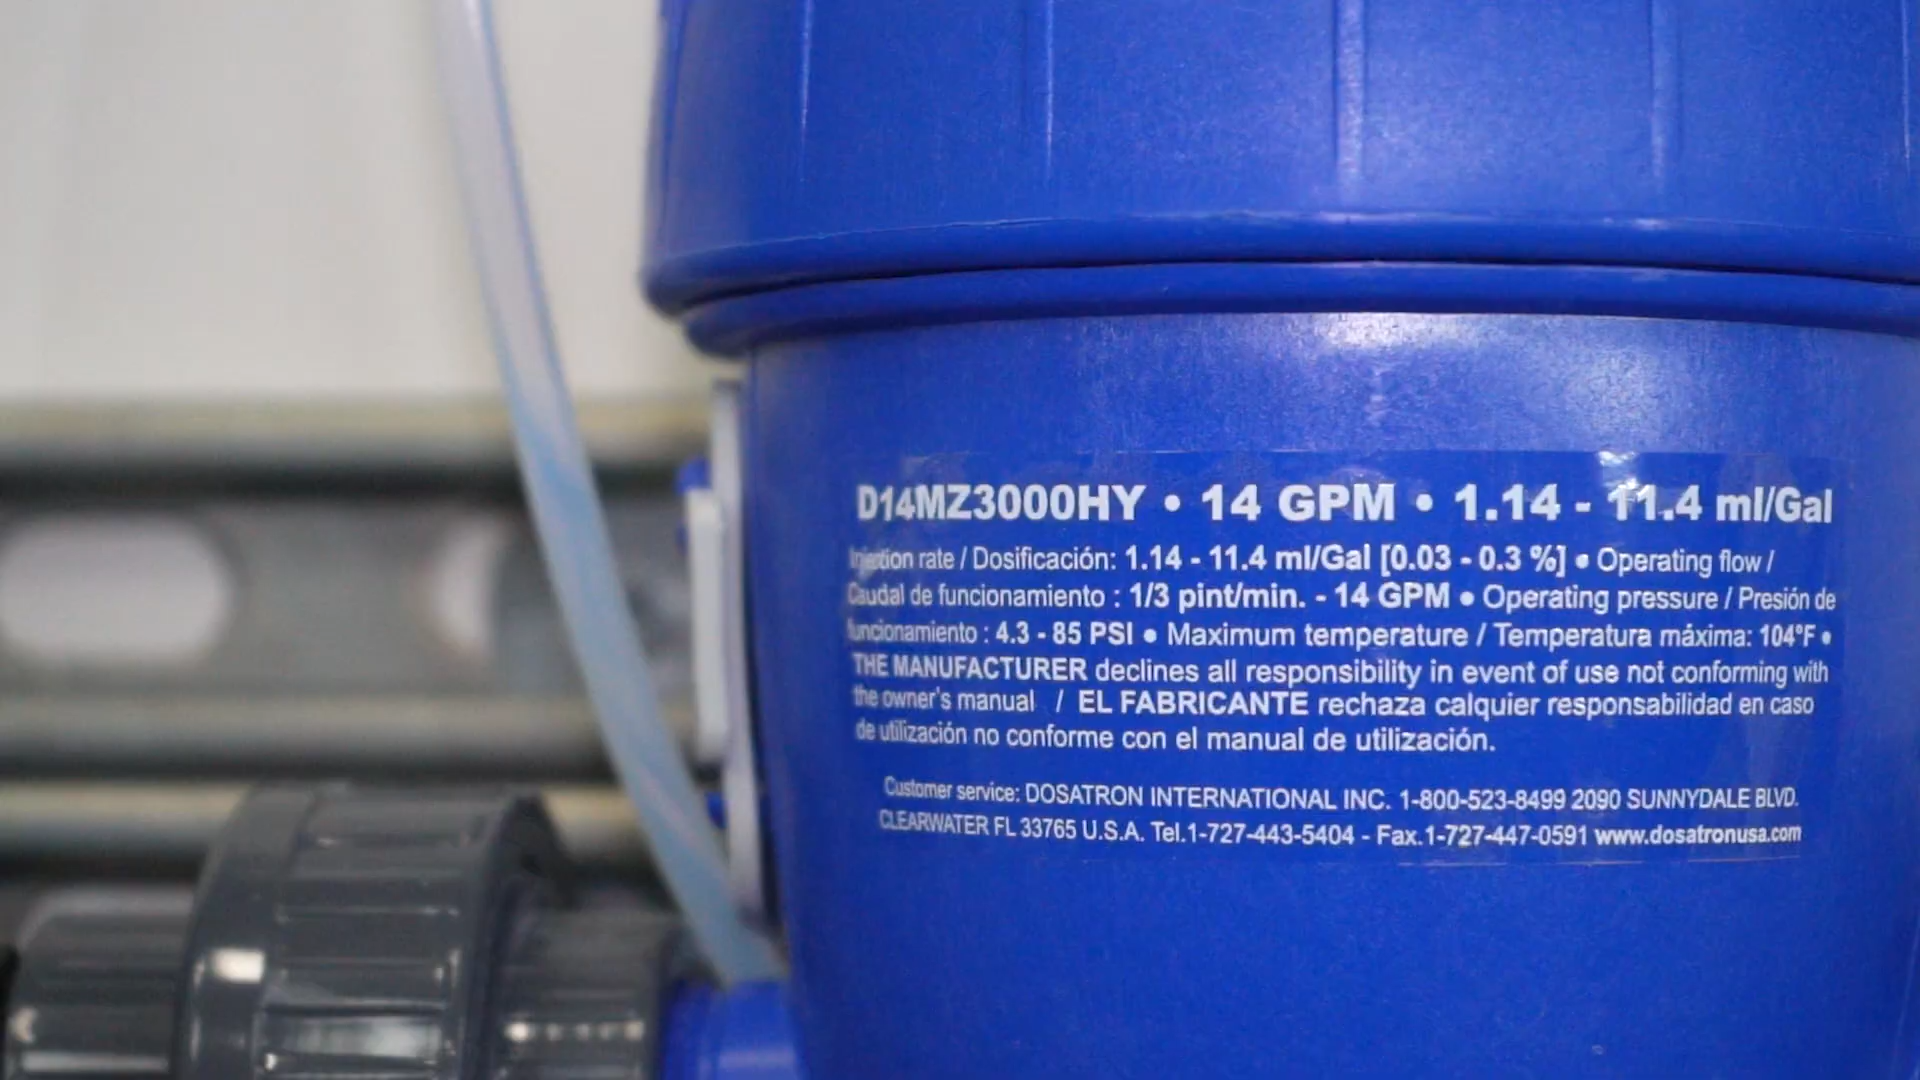 D14MZ3000HY • 14 GPM • 1.14 - 11.4 ml/Gal
Injection rate / Dosificación: 1.14 - 11.4 ml/Gal [0.03 - 0.3 %] • Operating flow /
Caudal de funcionamiento : 1/3 pint/min. - 14 GPM • Operating pressure / Presión de
funcionamiento : 4.3 - 85 PSI • Maximum temperature / Temperatura máxima: 104°F •
THE MANUFACTURER declines all responsibility in event of use not conforming with
the owner's manual / EL FABRICANTE rechaza calquier responsabilidad en caso
de utilización no conforme con el manual de utilización.
Customer service: DOSATRON INTERNATIONAL INC. 1-800-523-8499 2090 SUNNYDALE BLVD.
CLEARWATER FL 33765 U.S.A. Tel.1-727-443-5404 - Fax.1-727-447-0591 www.dosatronusa.com